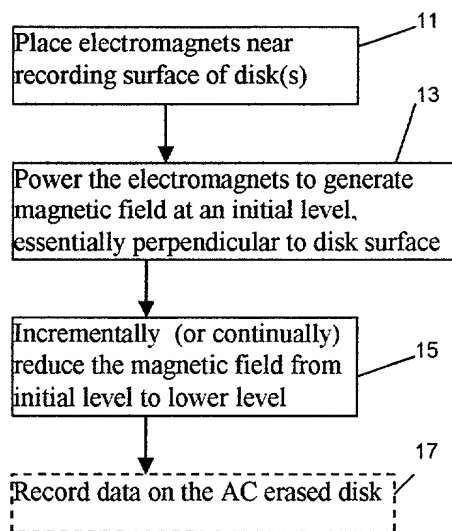 11
Place electromagnets near
recording surface of disk(s)
13
Power the electromagnets to generate
magnetic field at an initial level,
essentially perpendicular to disk surface
Incrementally (or continually)
reduce the magnetic field from
initial level to lower level
15
17
Record data on the AC erased disk